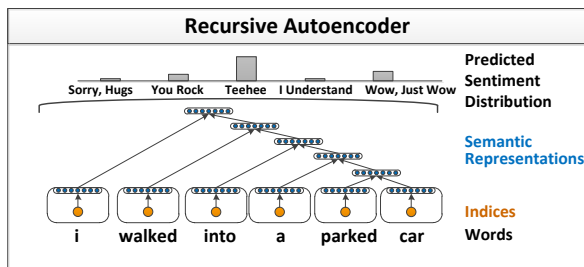 Recursive Autoencoder
Sorry, Hugs You Rock Teehee I Understand Wow, Just Wow
Predicted
Sentiment
Distribution
Semantic
Representations
Indices
i walked into a parked car
Words